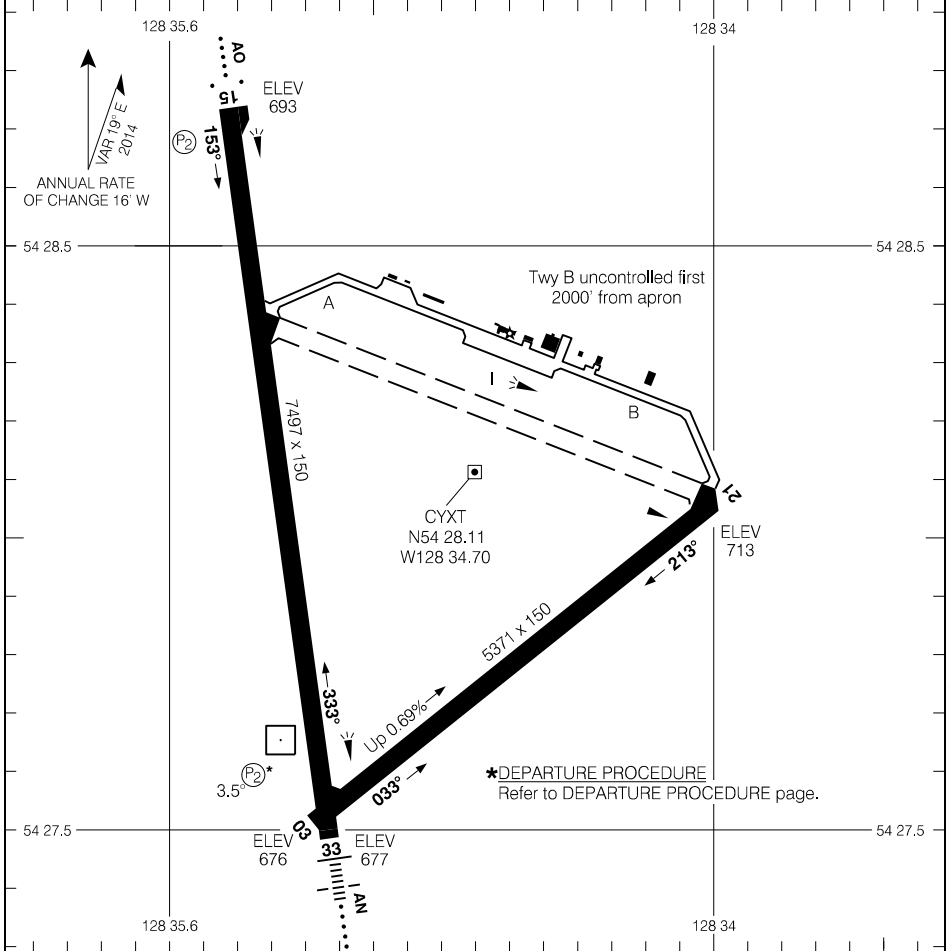 128 35.6
128 34
AO
15
ELEV
693
P2
153°
VAR 19° E
2014
ANNUAL RATE
OF CHANGE 16' W
54 28.5
54 28.5
Twy B uncontrolled first
2000' from apron
A
I
B
7497 x 150
CYXT
N54 28.11
W128 34.70
21
ELEV
713
213°
5371 x 150
333°
Up 0.69%
033°
P2 *
3.5°
*DEPARTURE PROCEDURE
Refer to DEPARTURE PROCEDURE page.
54 27.5
54 27.5
03
ELEV
676
33
ELEV
677
AN
128 35.6
128 34